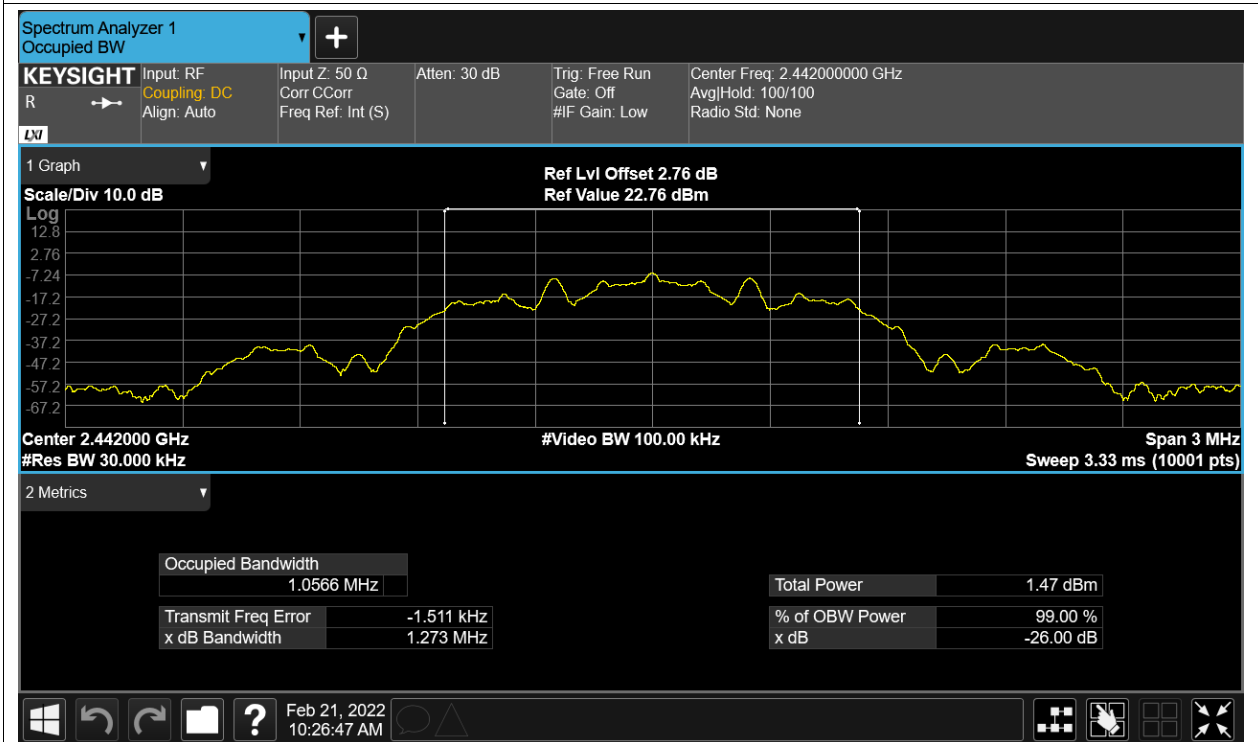 Spectrum Analyzer 1
Occupied BW
KEYSIGHT
R
LXI
Input: RF
Coupling: DC
Align: Auto
Input Z: 50 Ω
Corr CCorr
Freq Ref: Int (S)
Atten: 30 dB
Trig: Free Run
Gate: Off
#IF Gain: Low
Center Freq: 2.442000000 GHz
Avg|Hold: 100/100
Radio Std: None
1 Graph
Scale/Div 10.0 dB
Ref Lvl Offset 2.76 dB
Ref Value 22.76 dBm
Log
12.8
2.76
-7.24
-17.2
-27.2
-37.2
-47.2
-57.2
-67.2
Center 2.442000 GHz
#Res BW 30.000 kHz
#Video BW 100.00 kHz
Span 3 MHz
Sweep 3.33 ms (10001 pts)
2 Metrics
Occupied Bandwidth
1.0566 MHz
Transmit Freq Error -1.511 kHz
x dB Bandwidth 1.273 MHz
Total Power 1.47 dBm
% of OBW Power 99.00 %
x dB -26.00 dB
?
Feb 21, 2022
10:26:47 AM